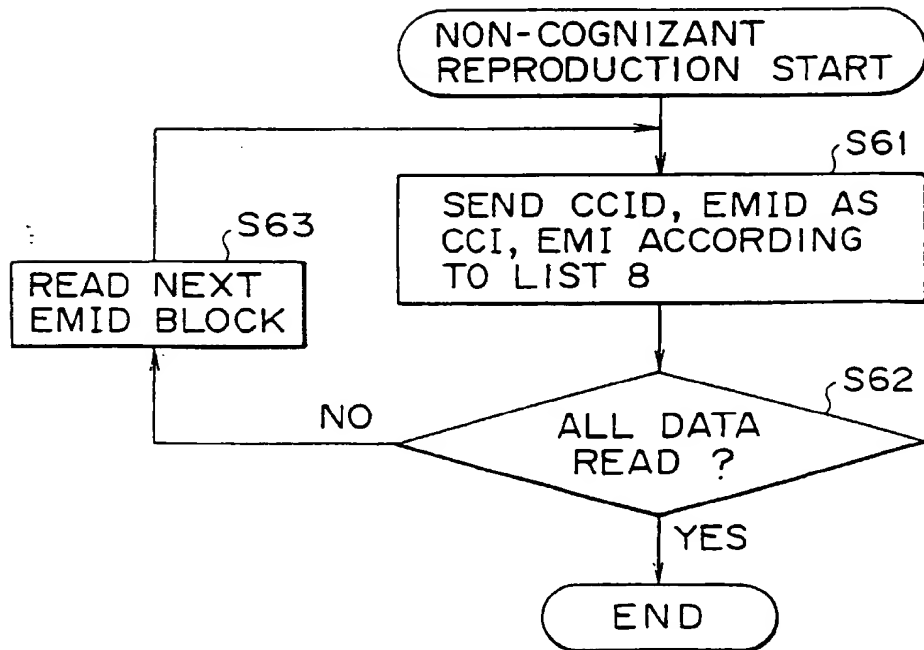 NON-COGNIZANT
REPRODUCTION START
S61
SEND CCID, EMID AS
CCI, EMI ACCORDING
TO LIST 8
S63
READ NEXT
EMID BLOCK
S62
NO
ALL DATA
READ ?
YES
END